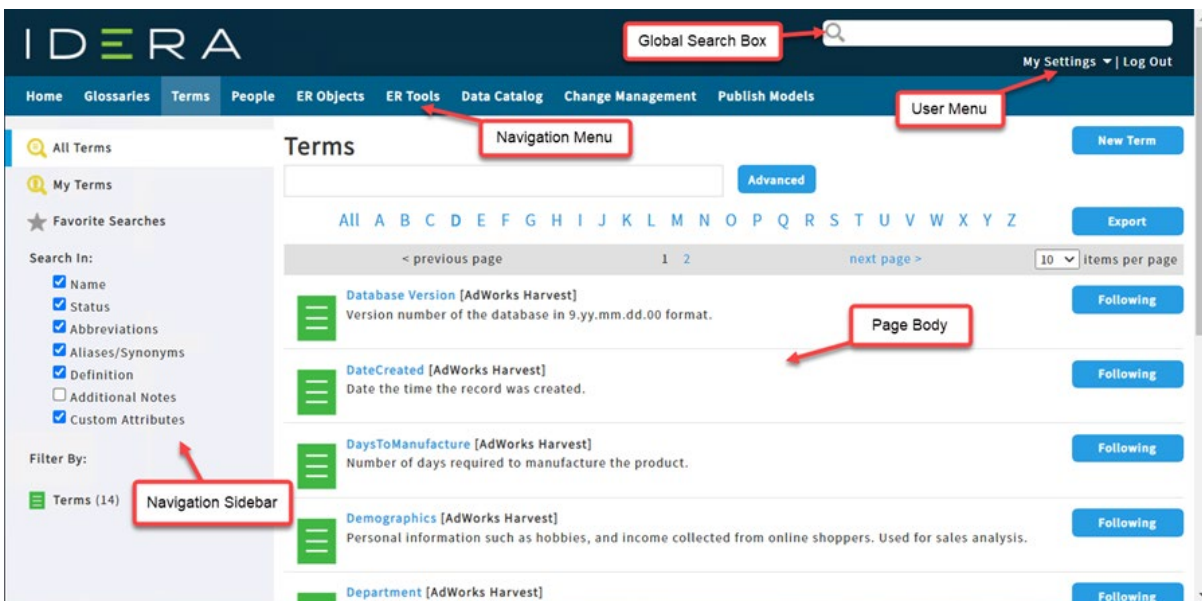 IDERA
Global Search Box
My Settings | Log Out
Home Glossaries Terms People ER Objects ER Tools Data Catalog Change Management Publish Models
User Menu
Navigation Menu
All Terms
My Terms
Favorite Searches
Search In:
Name
Status
Abbreviations
Aliases/Synonyms
Definition
Additional Notes
Custom Attributes
Filter By:
Terms (14)
Navigation Sidebar
Terms
New Term
Advanced
All A B C D E F G H I J K L M N O P Q R S T U V W X Y Z
Export
< previous page 1 2 next page > 10 items per page
Database Version [AdWorks Harvest]
Version number of the database in 9.yy.mm.dd.00 format.
Following
Page Body
DateCreated [AdWorks Harvest]
Date the time the record was created.
Following
DaysToManufacture [AdWorks Harvest]
Number of days required to manufacture the product.
Following
Demographics [AdWorks Harvest]
Personal information such as hobbies, and income collected from online shoppers. Used for sales analysis.
Following
Department [AdWorks Harvest]
Following